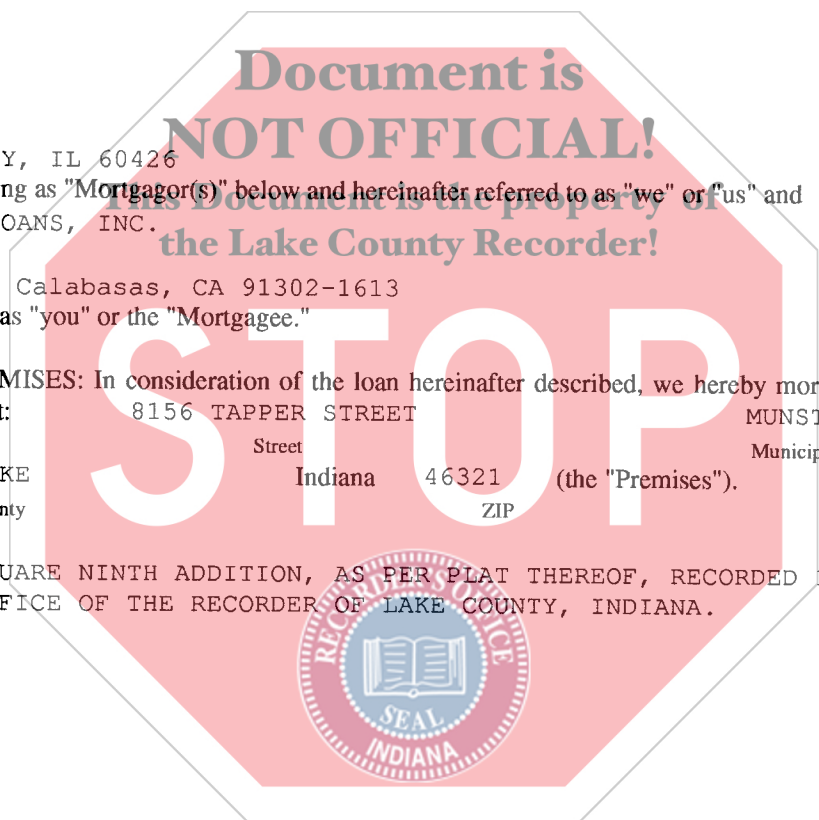 Document is
NOT OFFICIAL!
Y, IL 60426
ng as "Mortgagor(s)" below and hereinafter referred to as "we" or "us" and
This Document is the property of
OANS, INC.
the Lake County Recorder!
Calabasas, CA 91302-1613
as "you" or the "Mortgagee."
STOP
MISES: In consideration of the loan hereinafter described, we hereby mor
t: 8156 TAPPER STREET MUNST
Street Municip
KE Indiana 46321 (the "Premises").
nty ZIP
UARE NINTH ADDITION, AS PER PLAT THEREOF, RECORDED
FICE OF THE RECORDER OF LAKE COUNTY, INDIANA.
RECORDER'S OFFICE
SEAL
INDIANA